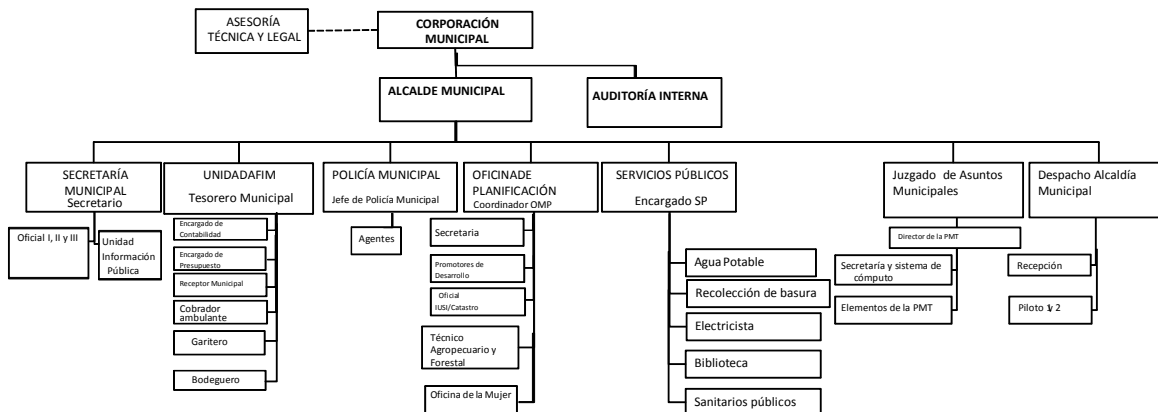 ASESORÍA
TÉCNICA Y LEGAL
CORPORACIÓN
MUNICIPAL
ALCALDE MUNICIPAL
AUDITORÍA INTERNA
SECRETARÍA
MUNICIPAL
Secretario
Oficial I, II y III
Unidad
Información
Pública
UNIDADAFIM
Tesorero Municipal
Encargado de
Contabilidad
Encargado de
Presupuesto
Receptor Municipal
Cobrador
ambulante
Garitero
Bodeguero
POLICÍA MUNICIPAL
Jefe de Policía Municipal
Agentes
OFICINADE
PLANIFICACIÓN
Coordinador OMP
Secretaria
Promotores de
Desarrollo
Oficial
IUSI/Catastro
Técnico
Agropecuario y
Forestal
Oficina de la Mujer
SERVICIOS PÚBLICOS
Encargado SP
Agua Potable
Recolección de basura
Electricista
Biblioteca
Sanitarios públicos
Juzgado de Asuntos
Municipales
Director de la PMT
Secretaría y sistema de
cómputo
Elementos de la PMT
Despacho Alcaldía
Municipal
Recepción
Piloto 1y 2